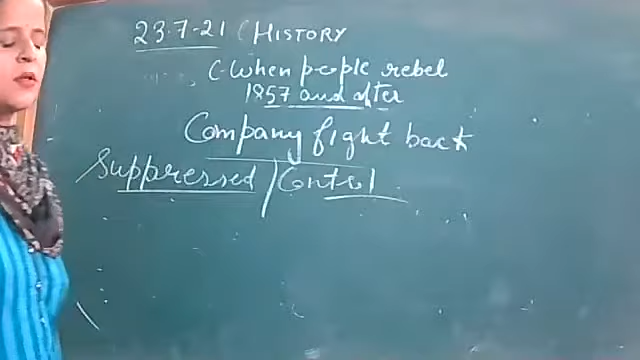 23.7-21 ( HISTORY
C-When people rebel
1857 and after
Company fight back
Suppressed / Control